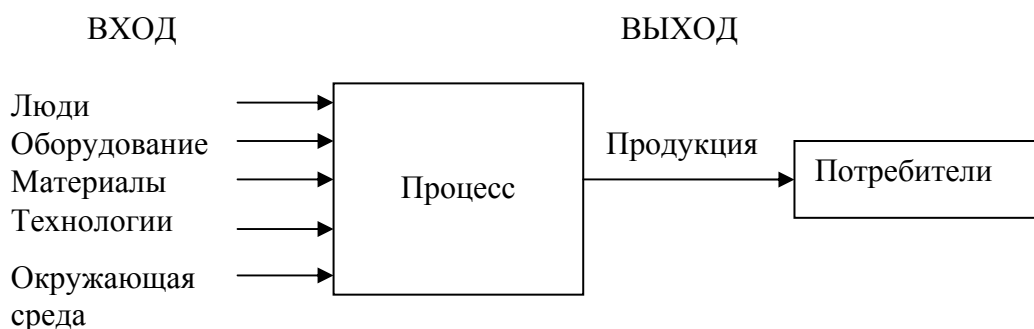 ВХОД
ВЫХОД
Люди
Оборудование
Материалы
Технологии
Окружающая
среда
Процесс
Продукция
Потребители